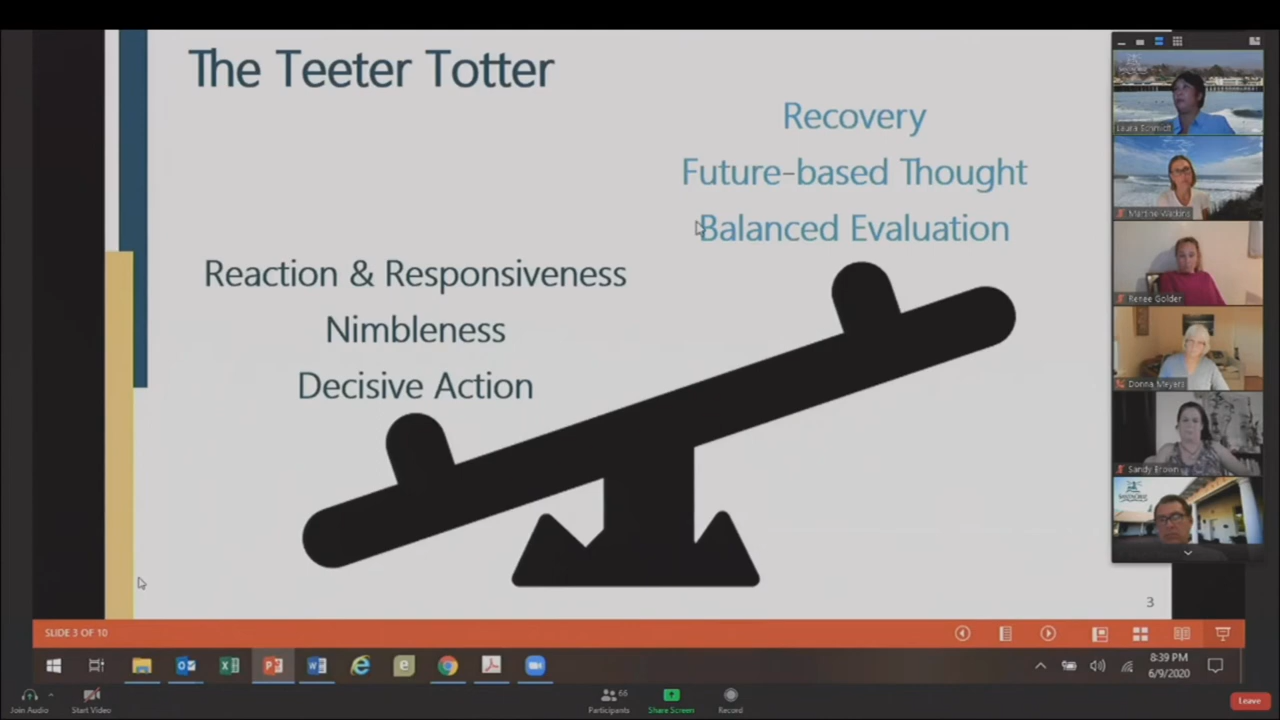 The Teeter Totter
Recovery
Future-based Thought
Balanced Evaluation
Reaction & Responsiveness
Nimbleness
Decisive Action
Laura Schmidt
Martine Watkins
Renee Golder
Donna Meyers
Sandy Brown
3
SLIDE 3 OF 10
8:39 PM
6/9/2020
Join Audio
Start Video
66
Participants
Share Screen
Record
Leave